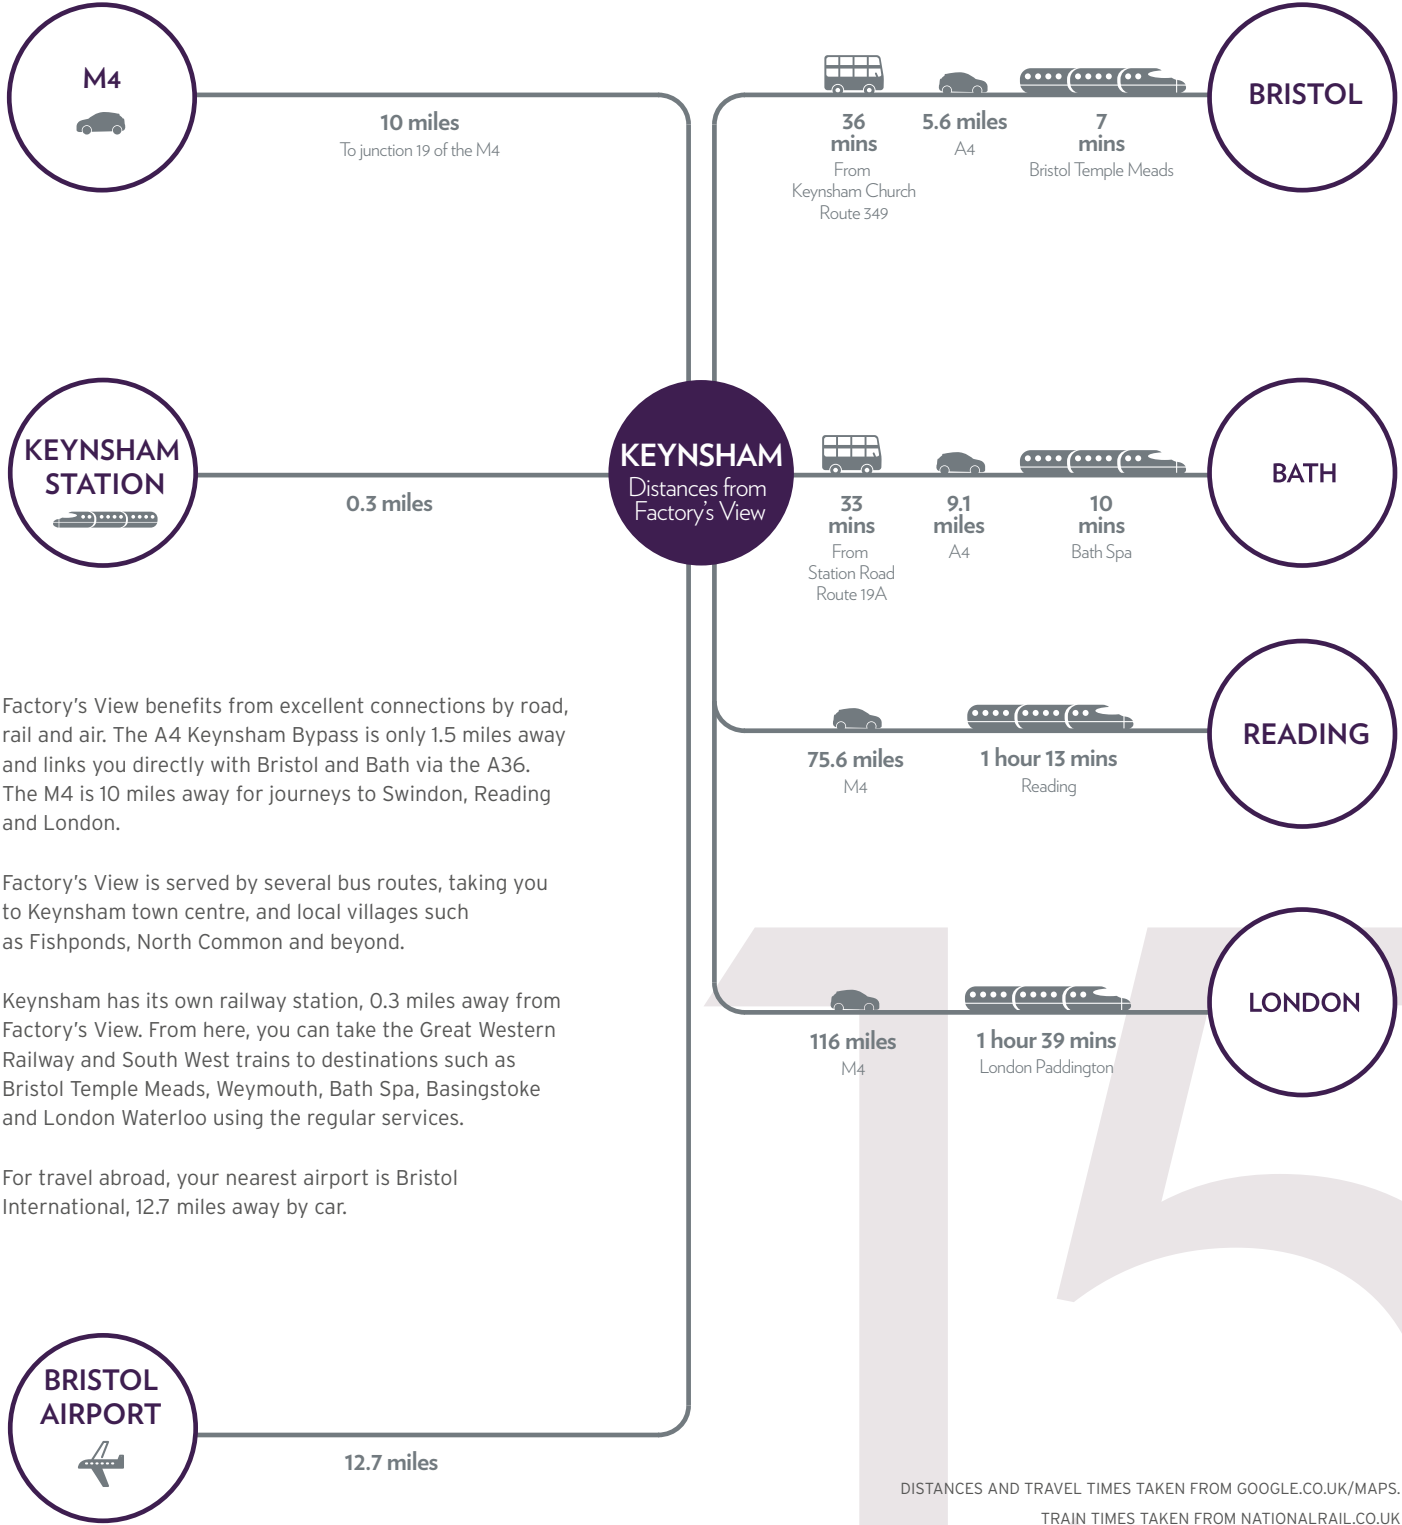 M4
10 miles
To junction 19 of the M4
36
mins
From
Keynsham Church
Route 349
5.6 miles
A4
7
mins
Bristol Temple Meads
BRISTOL
KEYNSHAM
STATION
0.3 miles
KEYNSHAM
Distances from
Factory's View
33
mins
From
Station Road
Route 19A
9.1
miles
A4
10
mins
Bath Spa
BATH
75.6 miles
M4
1 hour 13 mins
Reading
READING
116 miles
M4
1 hour 39 mins
London Paddington
LONDON
Factory's View benefits from excellent connections by road,
rail and air. The A4 Keynsham Bypass is only 1.5 miles away
and links you directly with Bristol and Bath via the A36.
The M4 is 10 miles away for journeys to Swindon, Reading
and London.
Factory's View is served by several bus routes, taking you
to Keynsham town centre, and local villages such
as Fishponds, North Common and beyond.
Keynsham has its own railway station, 0.3 miles away from
Factory's View. From here, you can take the Great Western
Railway and South West trains to destinations such as
Bristol Temple Meads, Weymouth, Bath Spa, Basingstoke
and London Waterloo using the regular services.
For travel abroad, your nearest airport is Bristol
International, 12.7 miles away by car.
BRISTOL
AIRPORT
12.7 miles
15
DISTANCES AND TRAVEL TIMES TAKEN FROM GOOGLE.CO.UK/MAPS.
TRAIN TIMES TAKEN FROM NATIONALRAIL.CO.UK